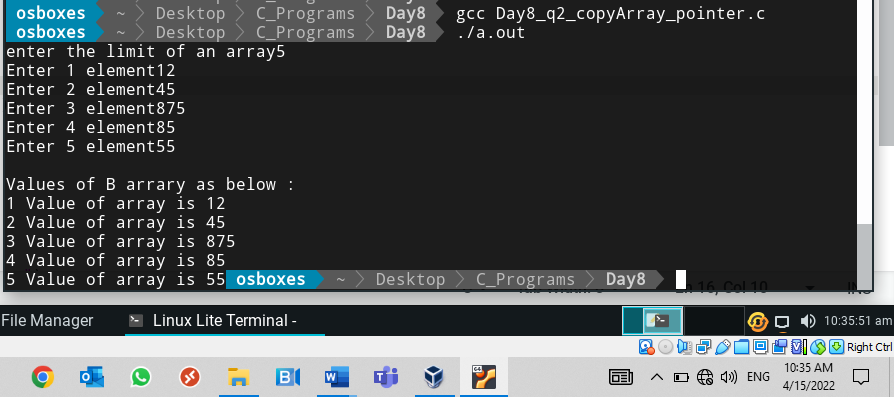 osboxes ~ Desktop C_Programs Day8 gcc Day8_q2_copyArray_pointer.c
osboxes ~ Desktop C_Programs Day8 ./a.out
enter the limit of an array5
Enter 1 element12
Enter 2 element45
Enter 3 element875
Enter 4 element85
Enter 5 element55
Values of B arrary as below :
1 Value of array is 12
2 Value of array is 45
3 Value of array is 875
4 Value of array is 85
5 Value of array is 55 osboxes ~ Desktop C_Programs Day8
Ln 16, Col 10
File Manager Linux Lite Terminal - 10:35:51 am
Right Ctrl
ENG 10:35 AM
4/15/2022